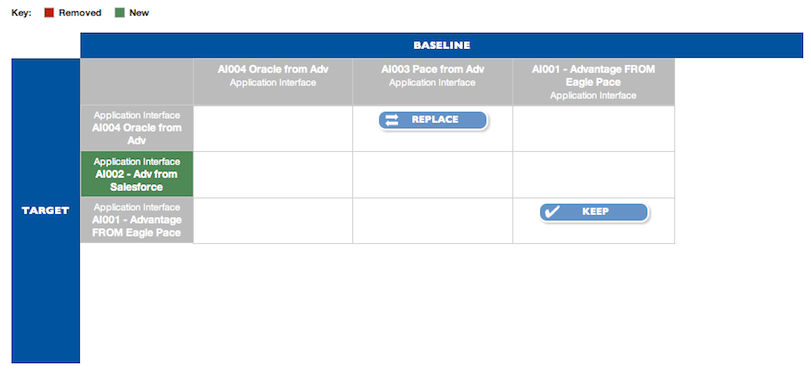 Key: Removed New
BASELINE
AI004 Oracle from Adv
Application Interface
AI003 Pace from Adv
Application Interface
AI001 - Advantage FROM
Eagle Pace
Application Interface
TARGET
Application Interface
AI004 Oracle from
Adv
REPLACE
Application Interface
AI002 - Adv from
Salesforce
Application Interface
AI001 - Advantage
FROM Eagle Pace
KEEP